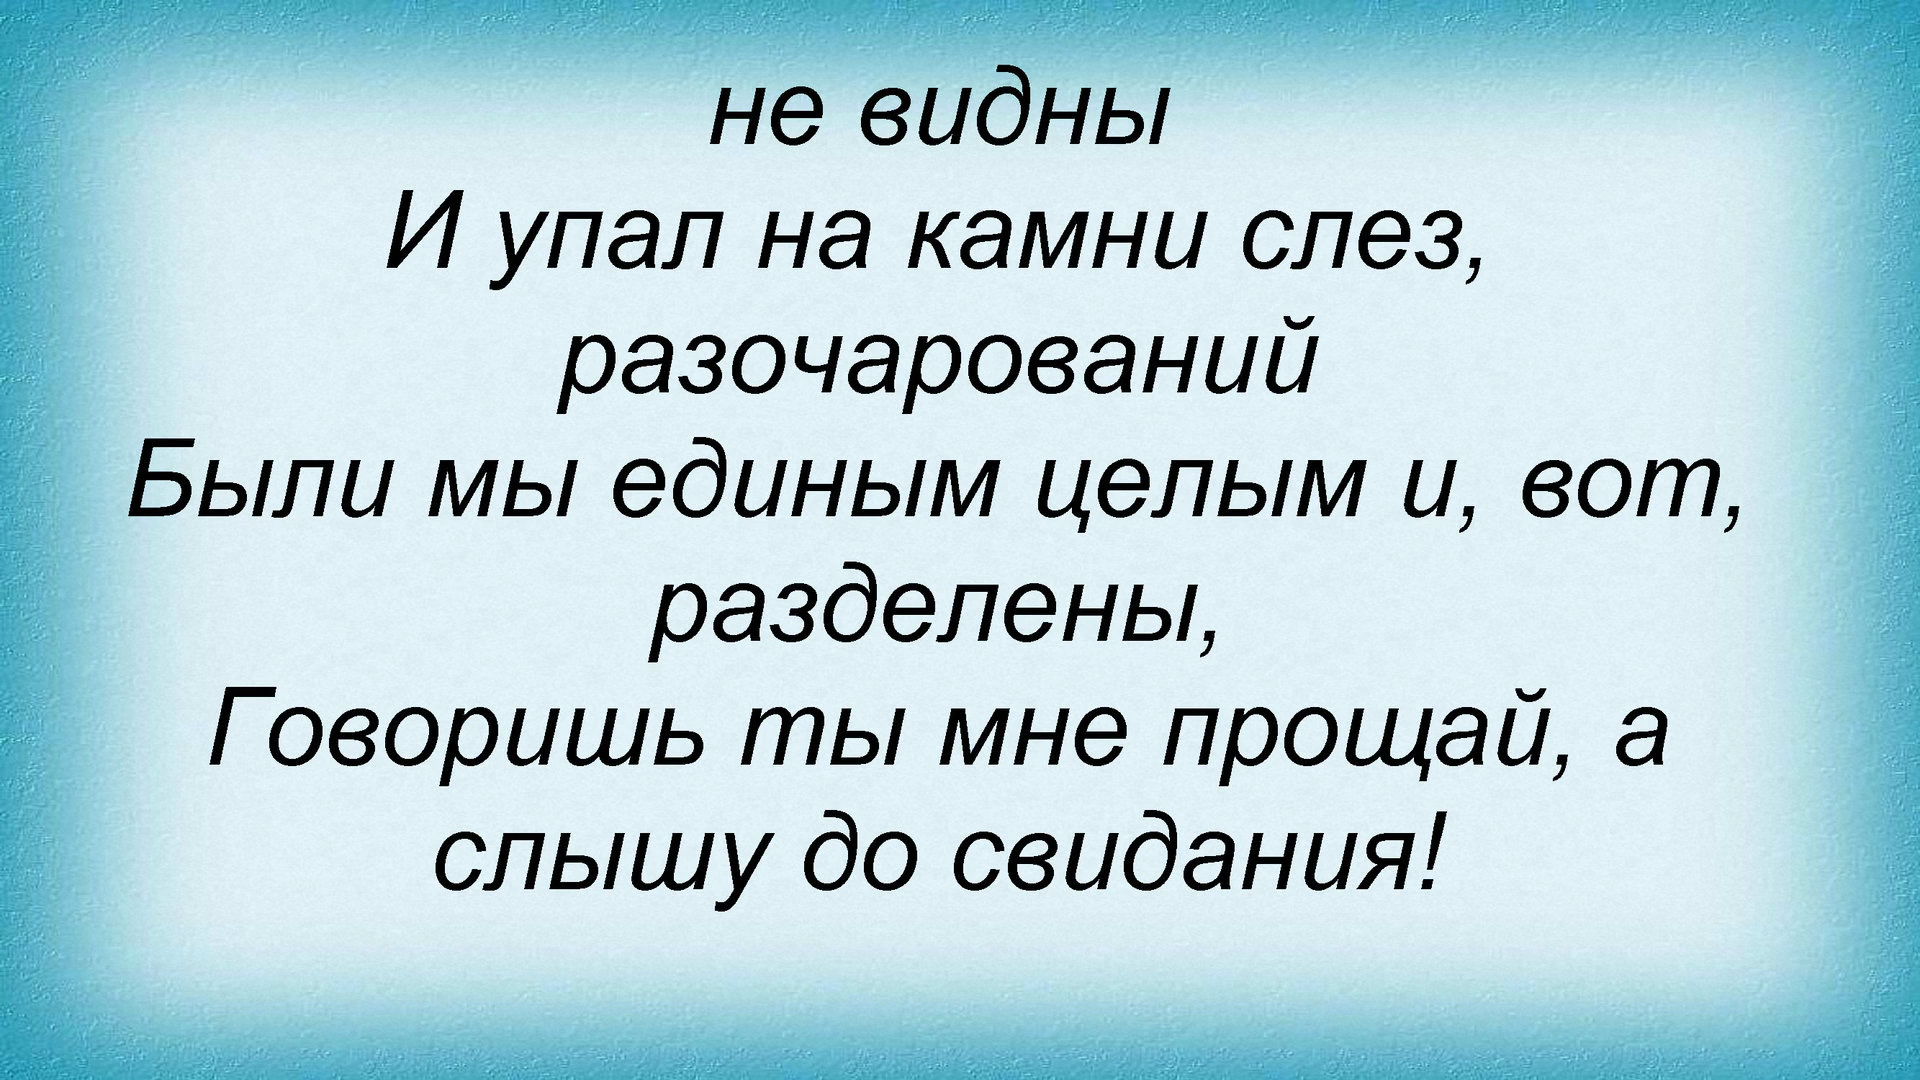 не видны
И упал на камни слез,
разочарований
Были мы единым целым и, вот,
разделены,
Говоришь ты мне прощай, а
слышу до свидания!